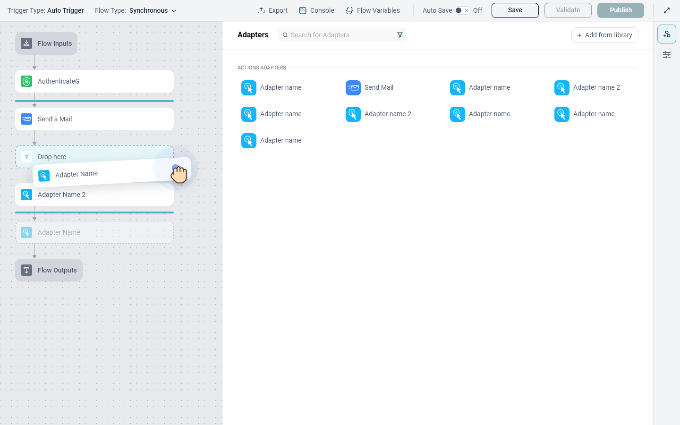 Trigger Type: Auto Trigger
Flow Type: Synchronous
Export
Console
Flow Variables
Auto Save
Off
Save
Validate
Publish
Flow Inputs
AuthenticateG
Send a Mail
? Drop here
Adapter Name
Adapter Name 2
Adapter Name
Flow Outputs
Adapters
Search for Adapters
+ Add from library
ACTIONS ADAPTERS
Adapter name
Send Mail
Adapter name
Adapter name 2
Adapter name
Adapter name 2
Adapter name
Adapter name
Adapter name